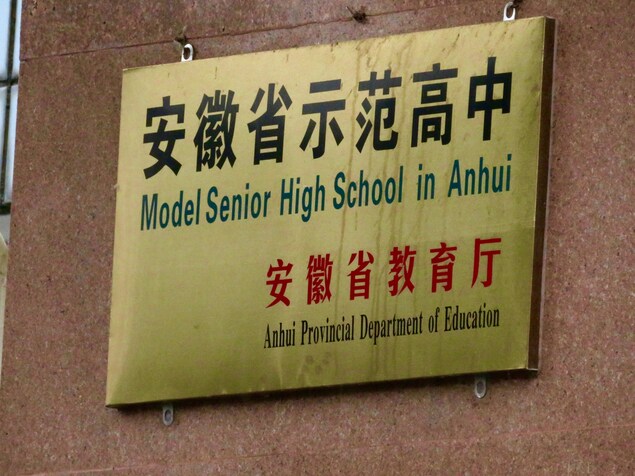 安徽省示范高中
Model Senior High School in Anhui
安徽省教育厅
Anhui Provincial Department of Education